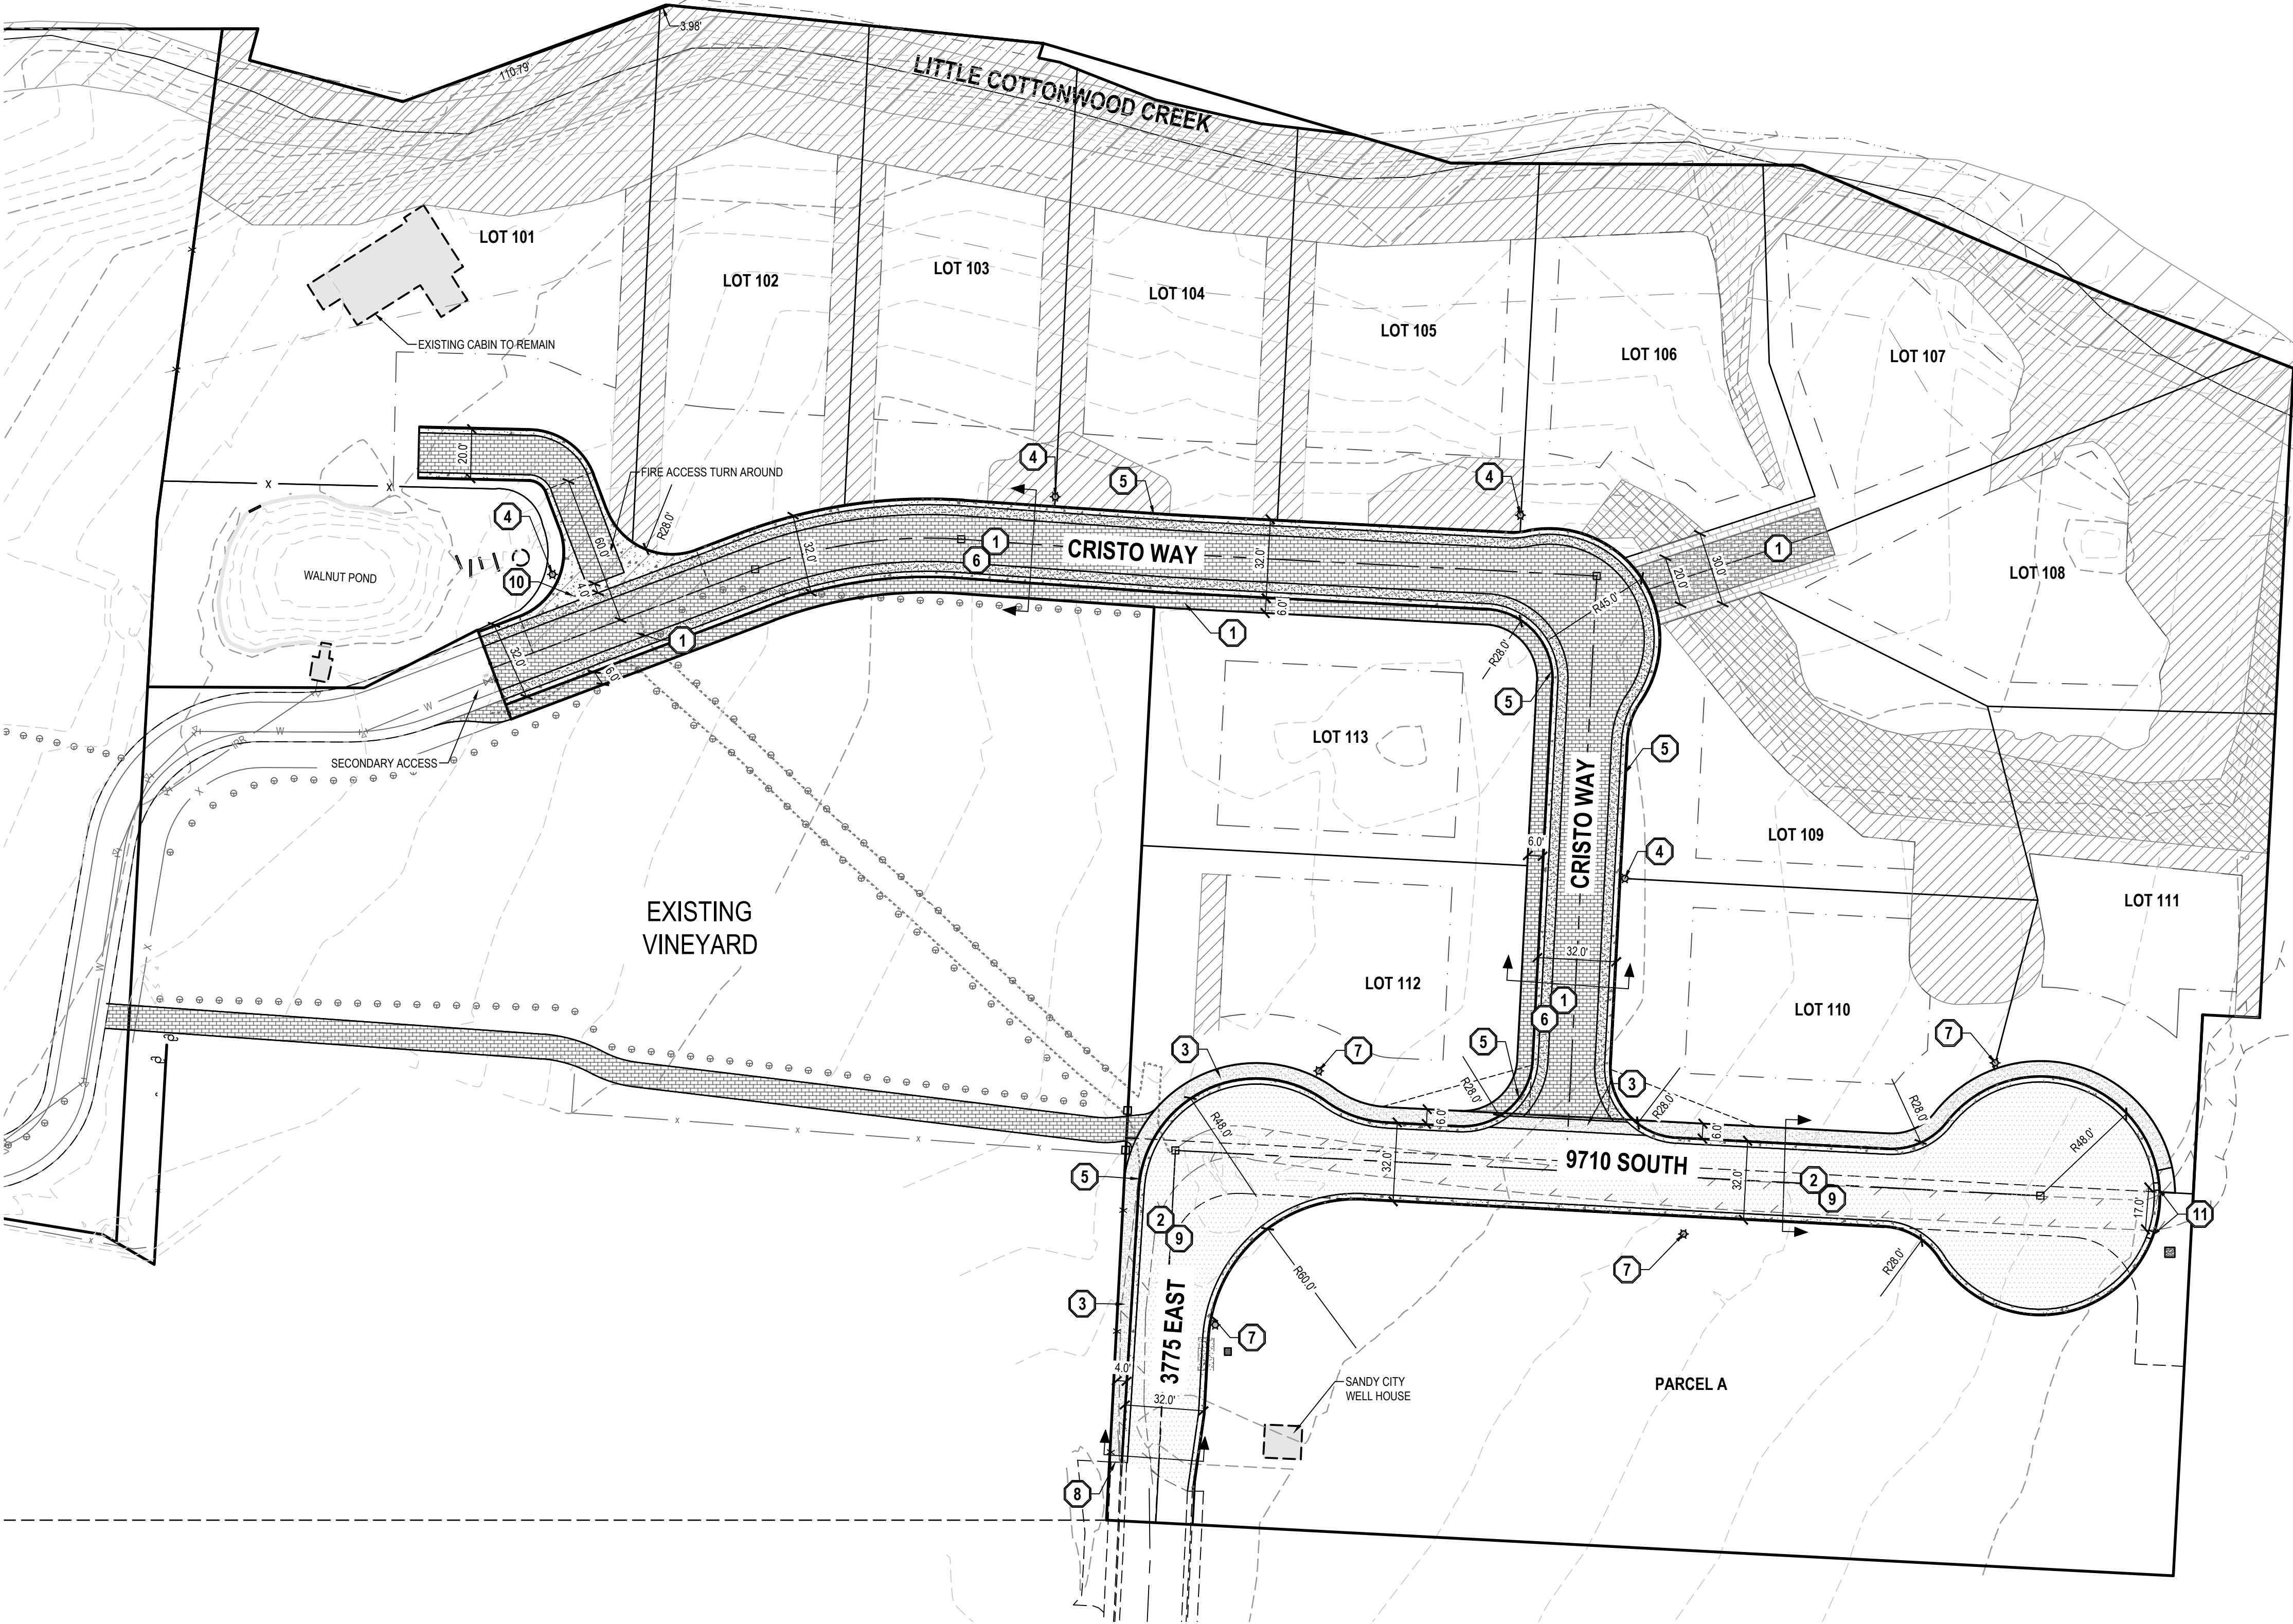 3.98'
110.79'
LITTLE COTTONWOOD CREEK
LOT 101
LOT 102
LOT 103
LOT 104
LOT 105
LOT 106
LOT 107
EXISTING CABIN TO REMAIN
20.0'
FIRE ACCESS TURN AROUND
4
5
4
X
X
4
R28.0'
60.0'
32.0'
1
6
CRISTO WAY
32.0'
1
20.0'
30.0'
LOT 108
WALNUT POND
10
4.0'
R45.0'
6.0'
1
1
32.0'
6.0'
R28.0'
5
W
W
IRR
SECONDARY ACCESS
X
LOT 113
5
CRISTO WAY
6.0'
LOT 109
4
EXISTING
VINEYARD
LOT 111
X
W
32.0'
LOT 112
1
6
LOT 110
3
7
5
7
3
R28.0'
R28.0'
R28.0'
6.0'
6.0'
R48.0'
R48.0'
X
X
X
X
32.0'
9710 SOUTH
32.0'
5
2
9
2
9
17.0'
11
R28.0'
7
R60.0'
3
3775 EAST
7
4.0'
32.0'
SANDY CITY
WELL HOUSE
PARCEL A
8